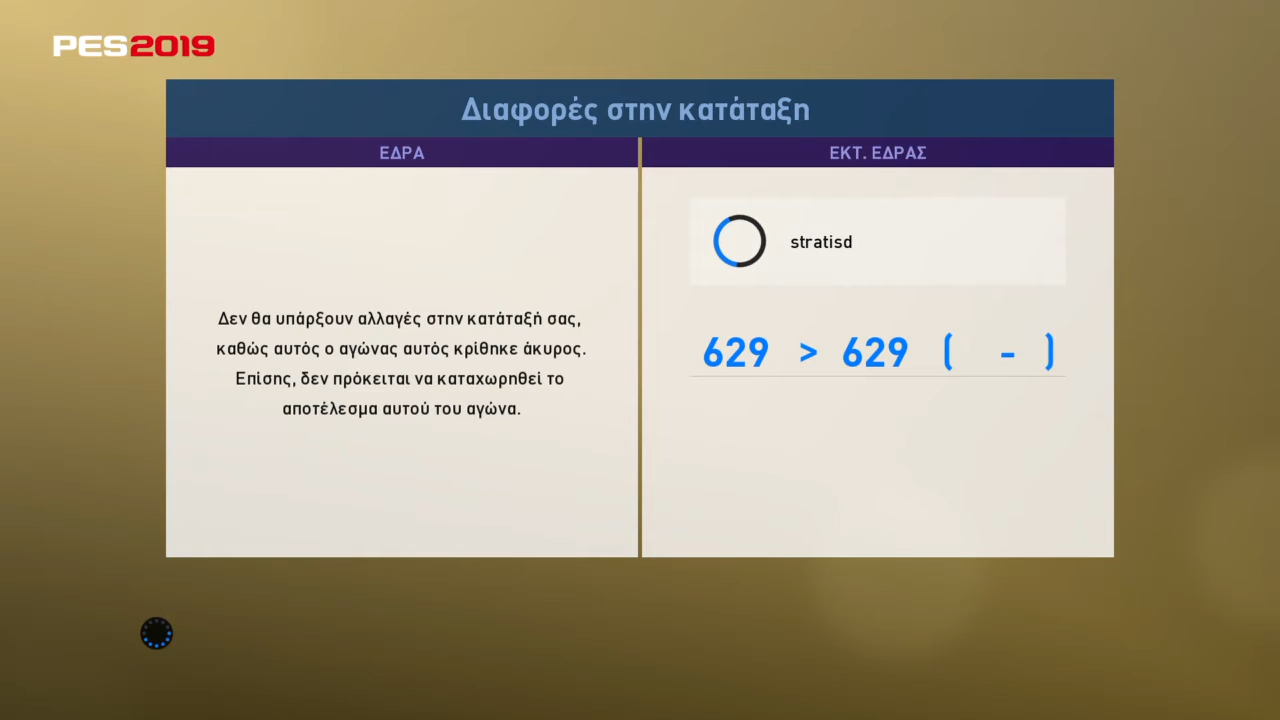 PES2019
Διαφορές στην κατάταξη
ΕΔΡΑ
ΕΚΤ. ΕΔΡΑΣ
Δεν θα υπάρξουν αλλαγές στην κατάταξή σας,
καθώς αυτός ο αγώνας αυτός κρίθηκε άκυρος.
Επίσης, δεν πρόκειται να καταχωρηθεί το
αποτέλεσμα αυτού του αγώνα.
stratisd
629 > 629 ( - )